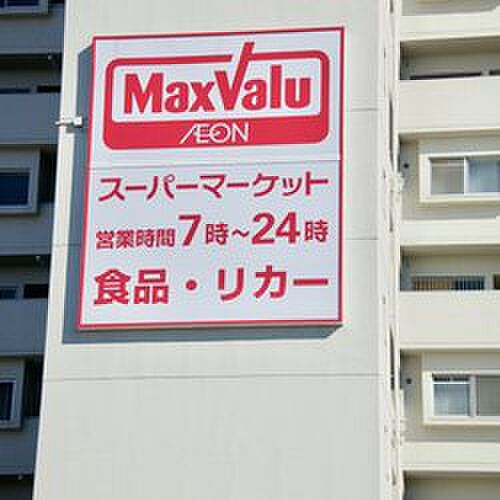 MaxValu
ÆON
スーパーマーケット
営業時間7時～24時
食品・リカー